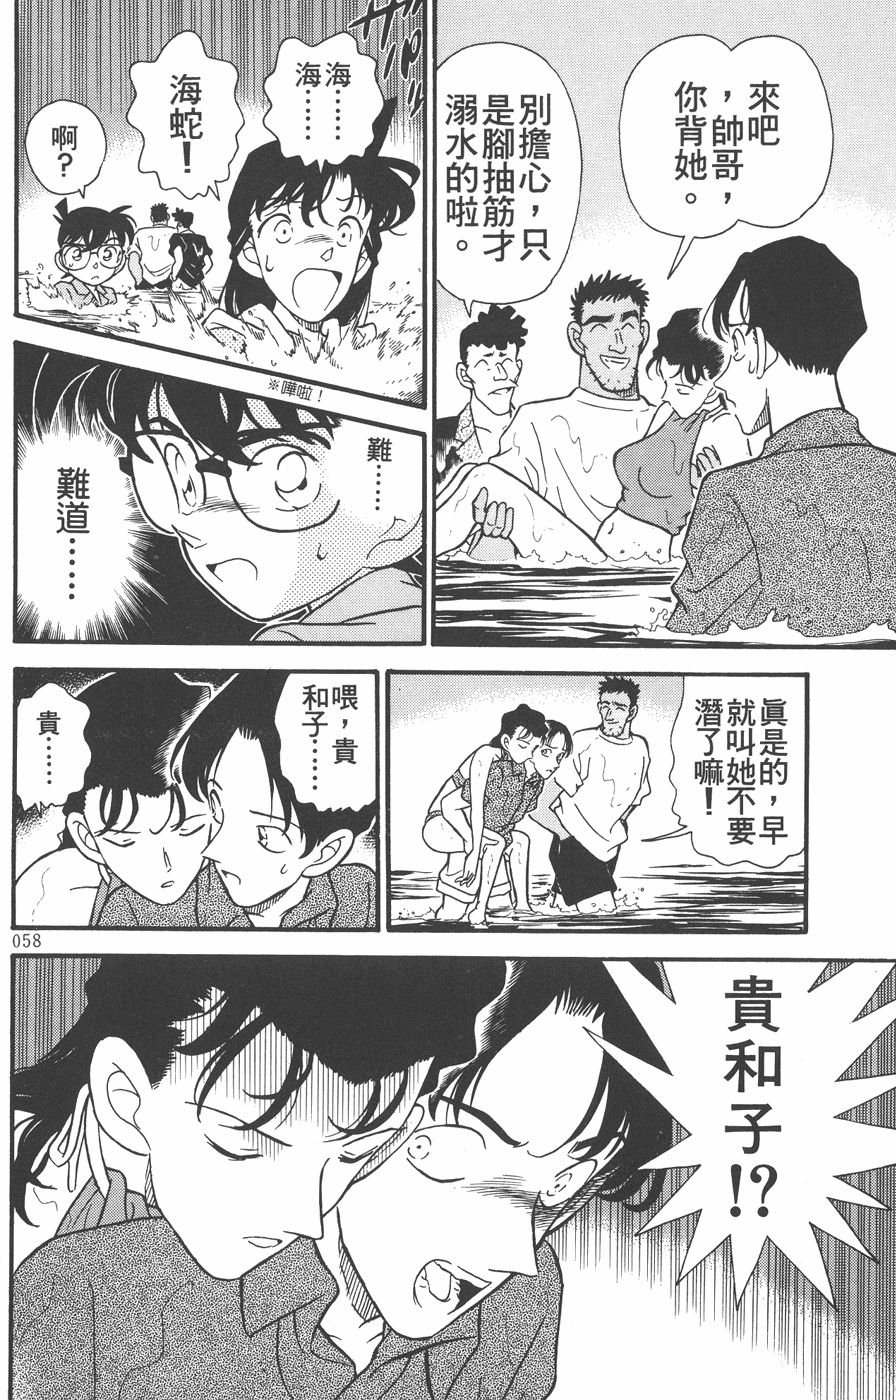 來吧
，帥哥，
你背她。
別擔心，只
是腳抽筋才
溺水的啦。
海……
海……
海蛇！
啊？
※嘩啦！
難……
難道……
眞是的，早
就叫她不要
潛了嘛！
喂，貴
和子……
貴……
058
貴和子!?